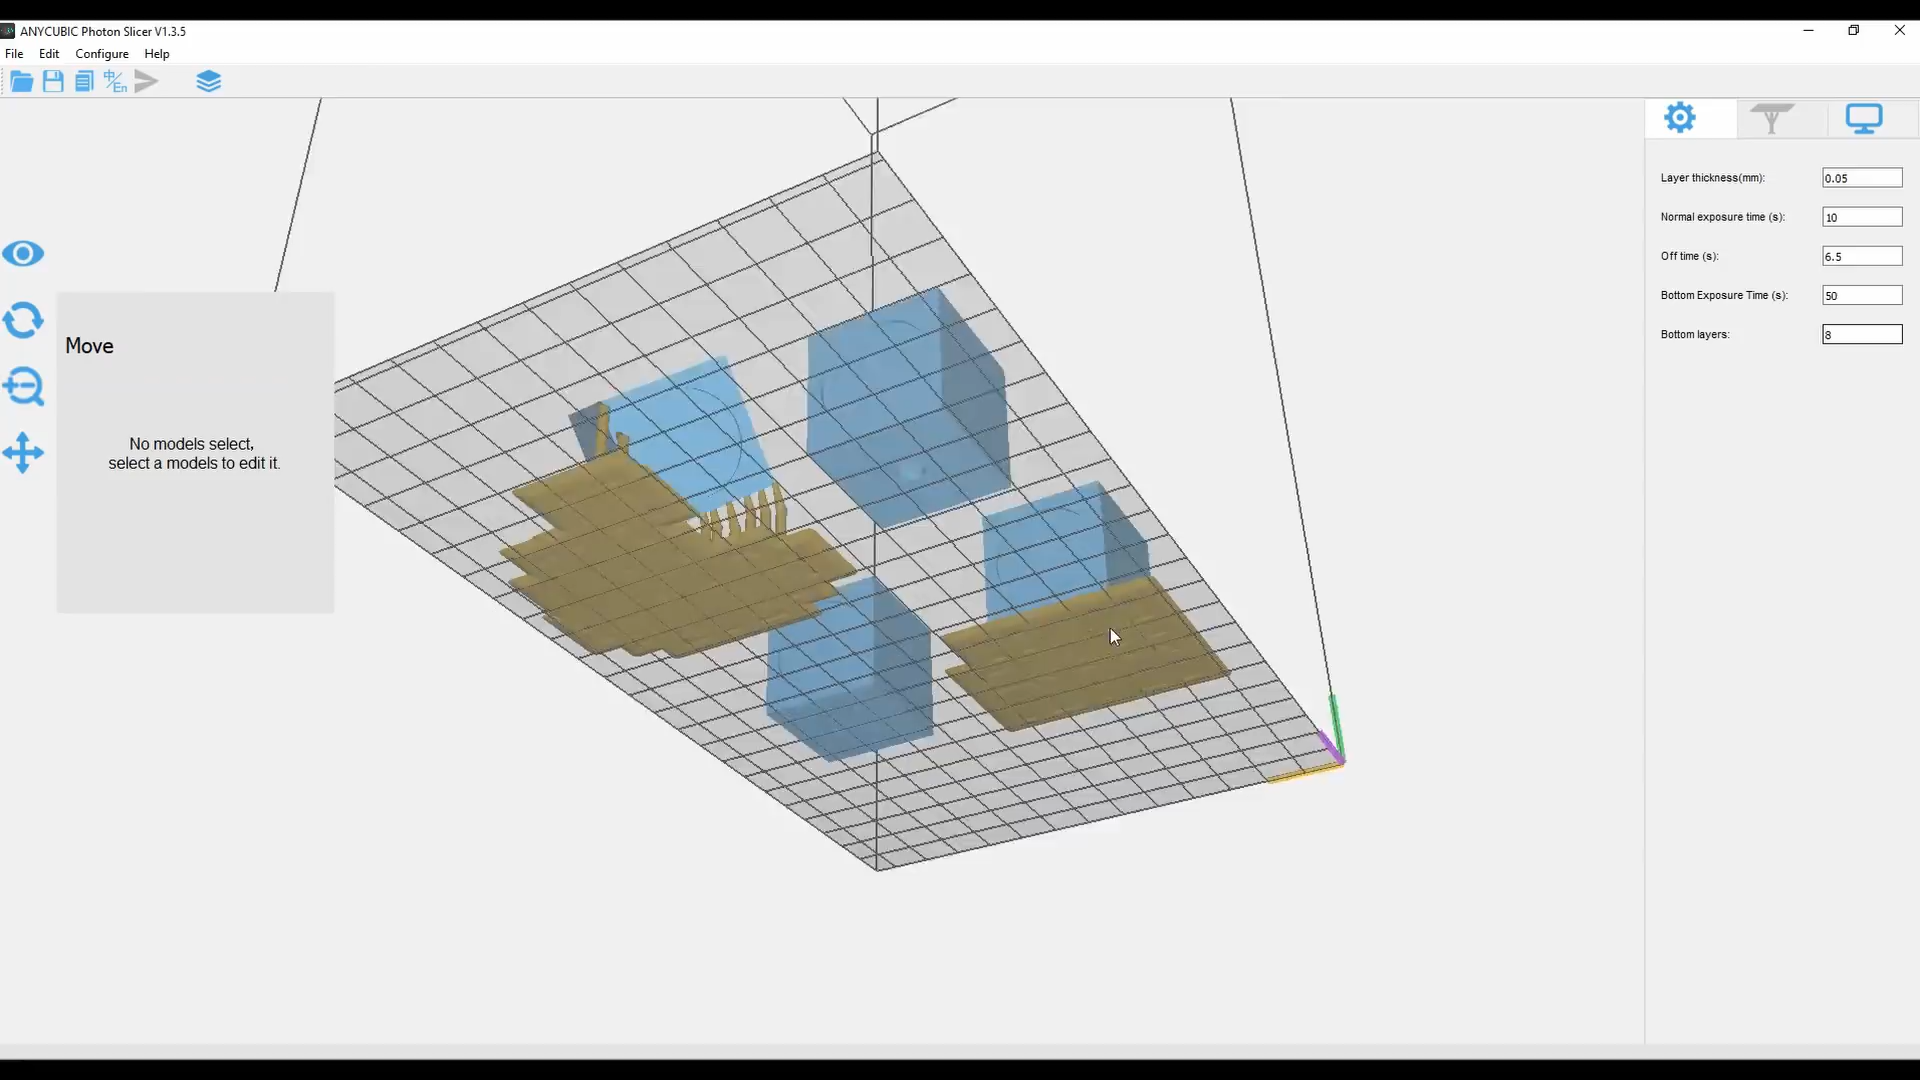 ANYCUBIC Photon Slicer V1.3.5
File Edit Configure Help
中/En
Layer thickness(mm): 0.05
Normal exposure time (s): 10
Off time (s): 6.5
Bottom Exposure Time (s): 50
Bottom layers: 8
Move
No models select,
select a models to edit it.